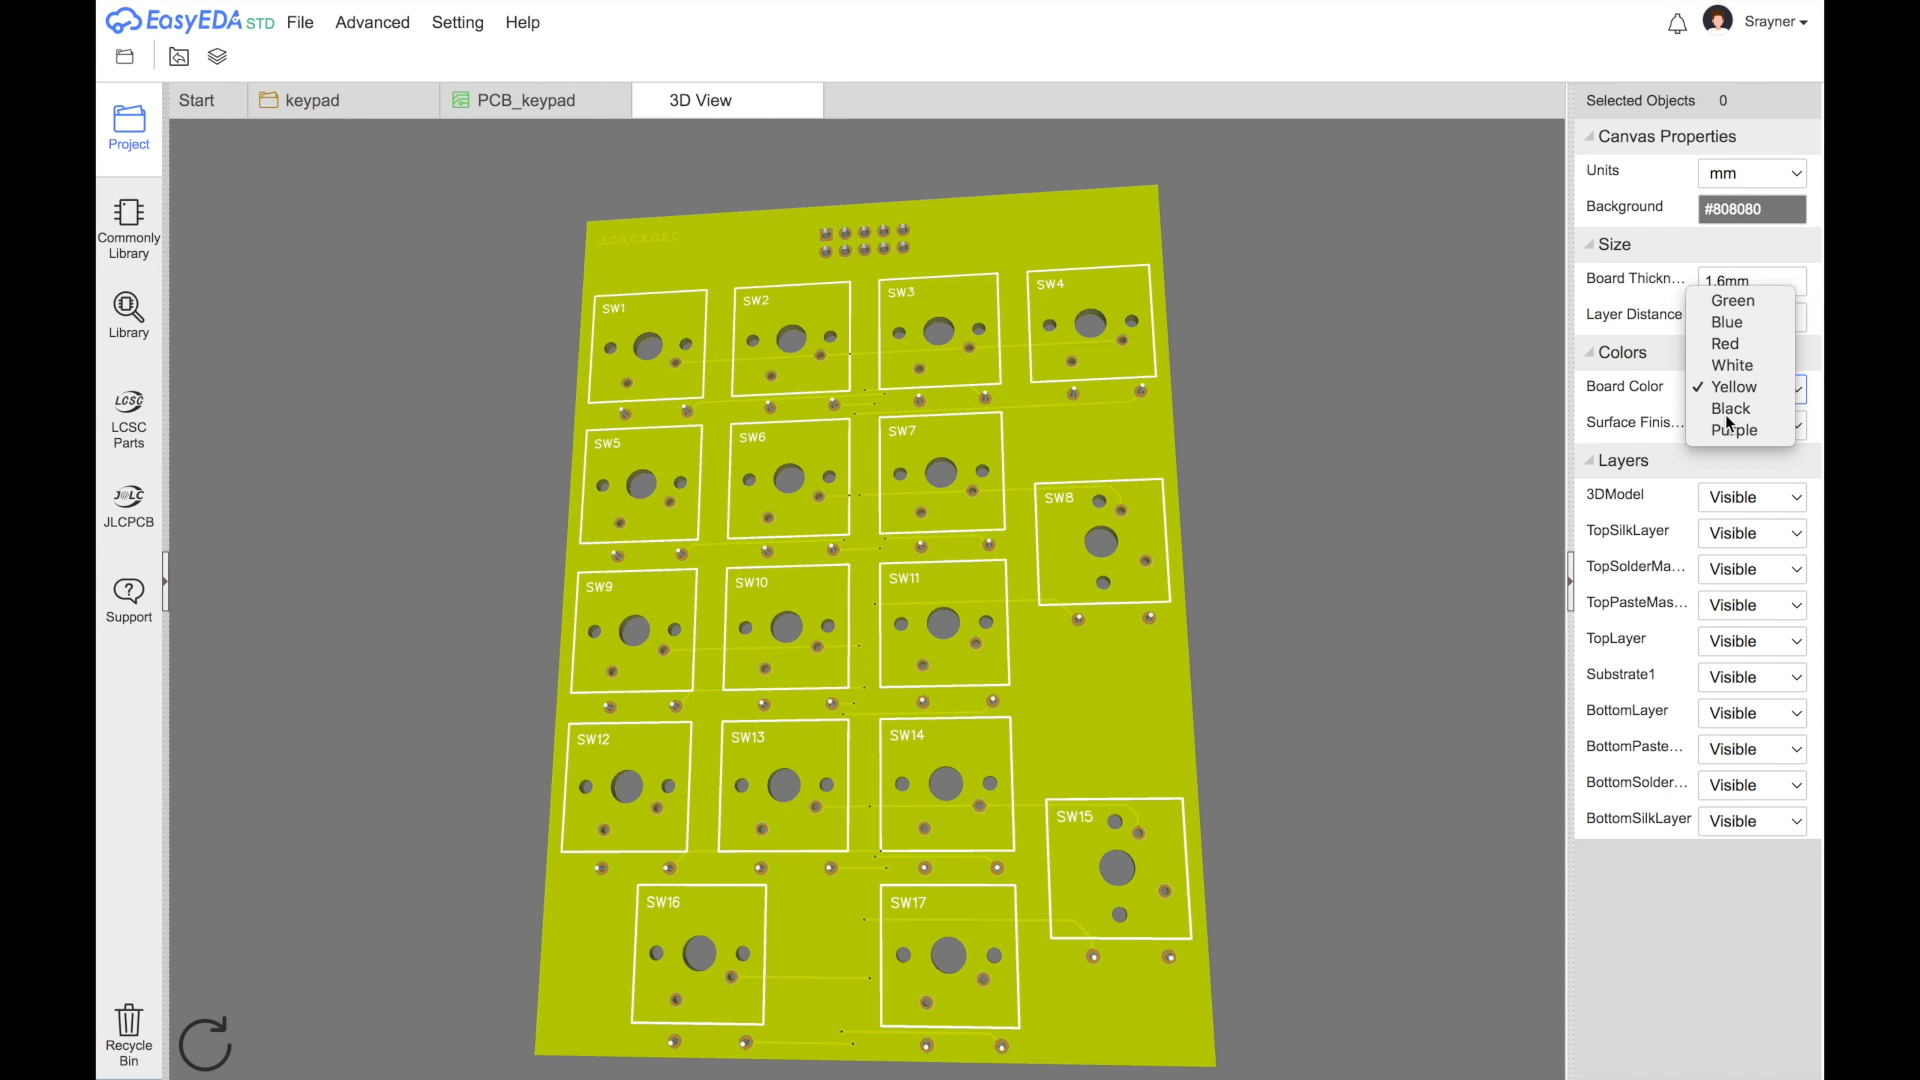 EasyEDA STD File Advanced Setting Help
Srayner
Start keypad PCB_keypad 3D View
Project
Commonly
Library
Library
LCSC
LCSC
Parts
J@LC
JLCPCB
Support
Recycle
Bin
JLCJLCJLCJLC
SW1 SW2 SW3 SW4
SW5 SW6 SW7
SW8
SW9 SW10 SW11
SW12 SW13 SW14
SW15
SW16 SW17
Selected Objects 0
Canvas Properties
Units mm
Background #808080
Size
Board Thickn... 1.6mm
Layer Distance
Colors
Board Color
Surface Finis...
Green
Blue
Red
White
✓ Yellow
Black
Purple
Layers
3DModel Visible
TopSilkLayer Visible
TopSolderMa... Visible
TopPasteMas... Visible
TopLayer Visible
Substrate1 Visible
BottomLayer Visible
BottomPaste... Visible
BottomSolder... Visible
BottomSilkLayer Visible